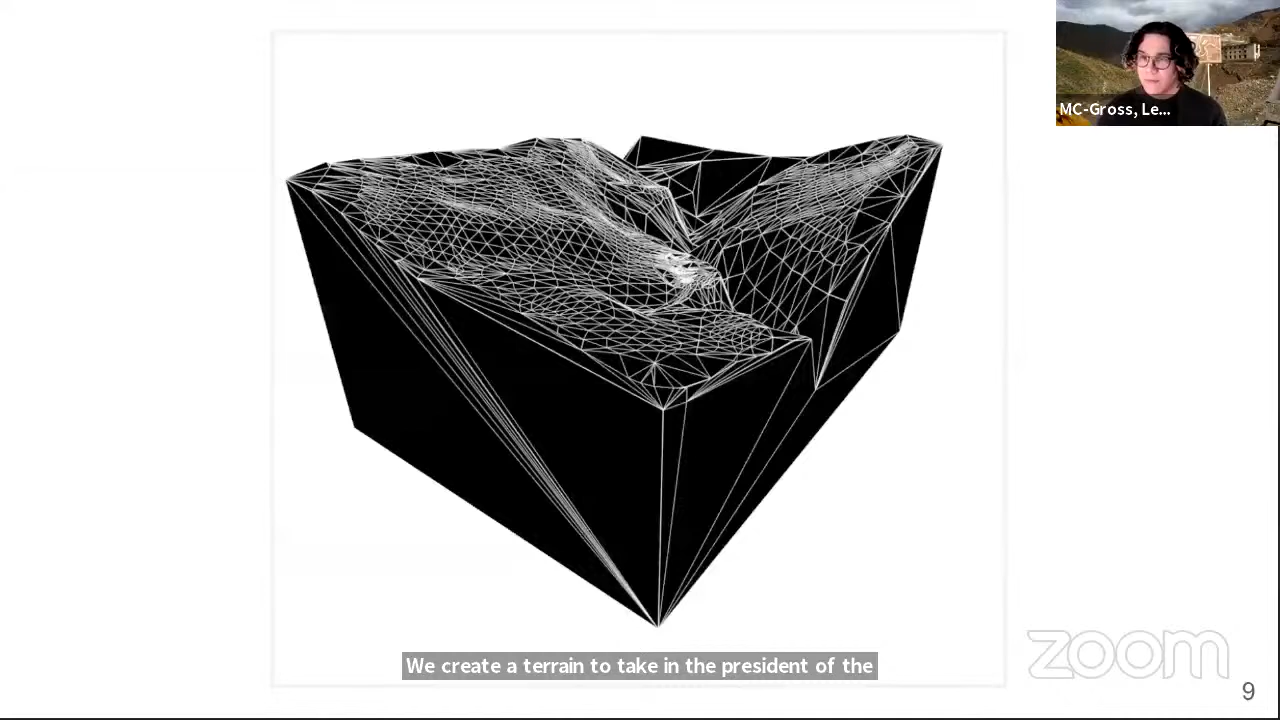 MC-Gross, Le...
We create a terrain to take in the president of the
zoom
9